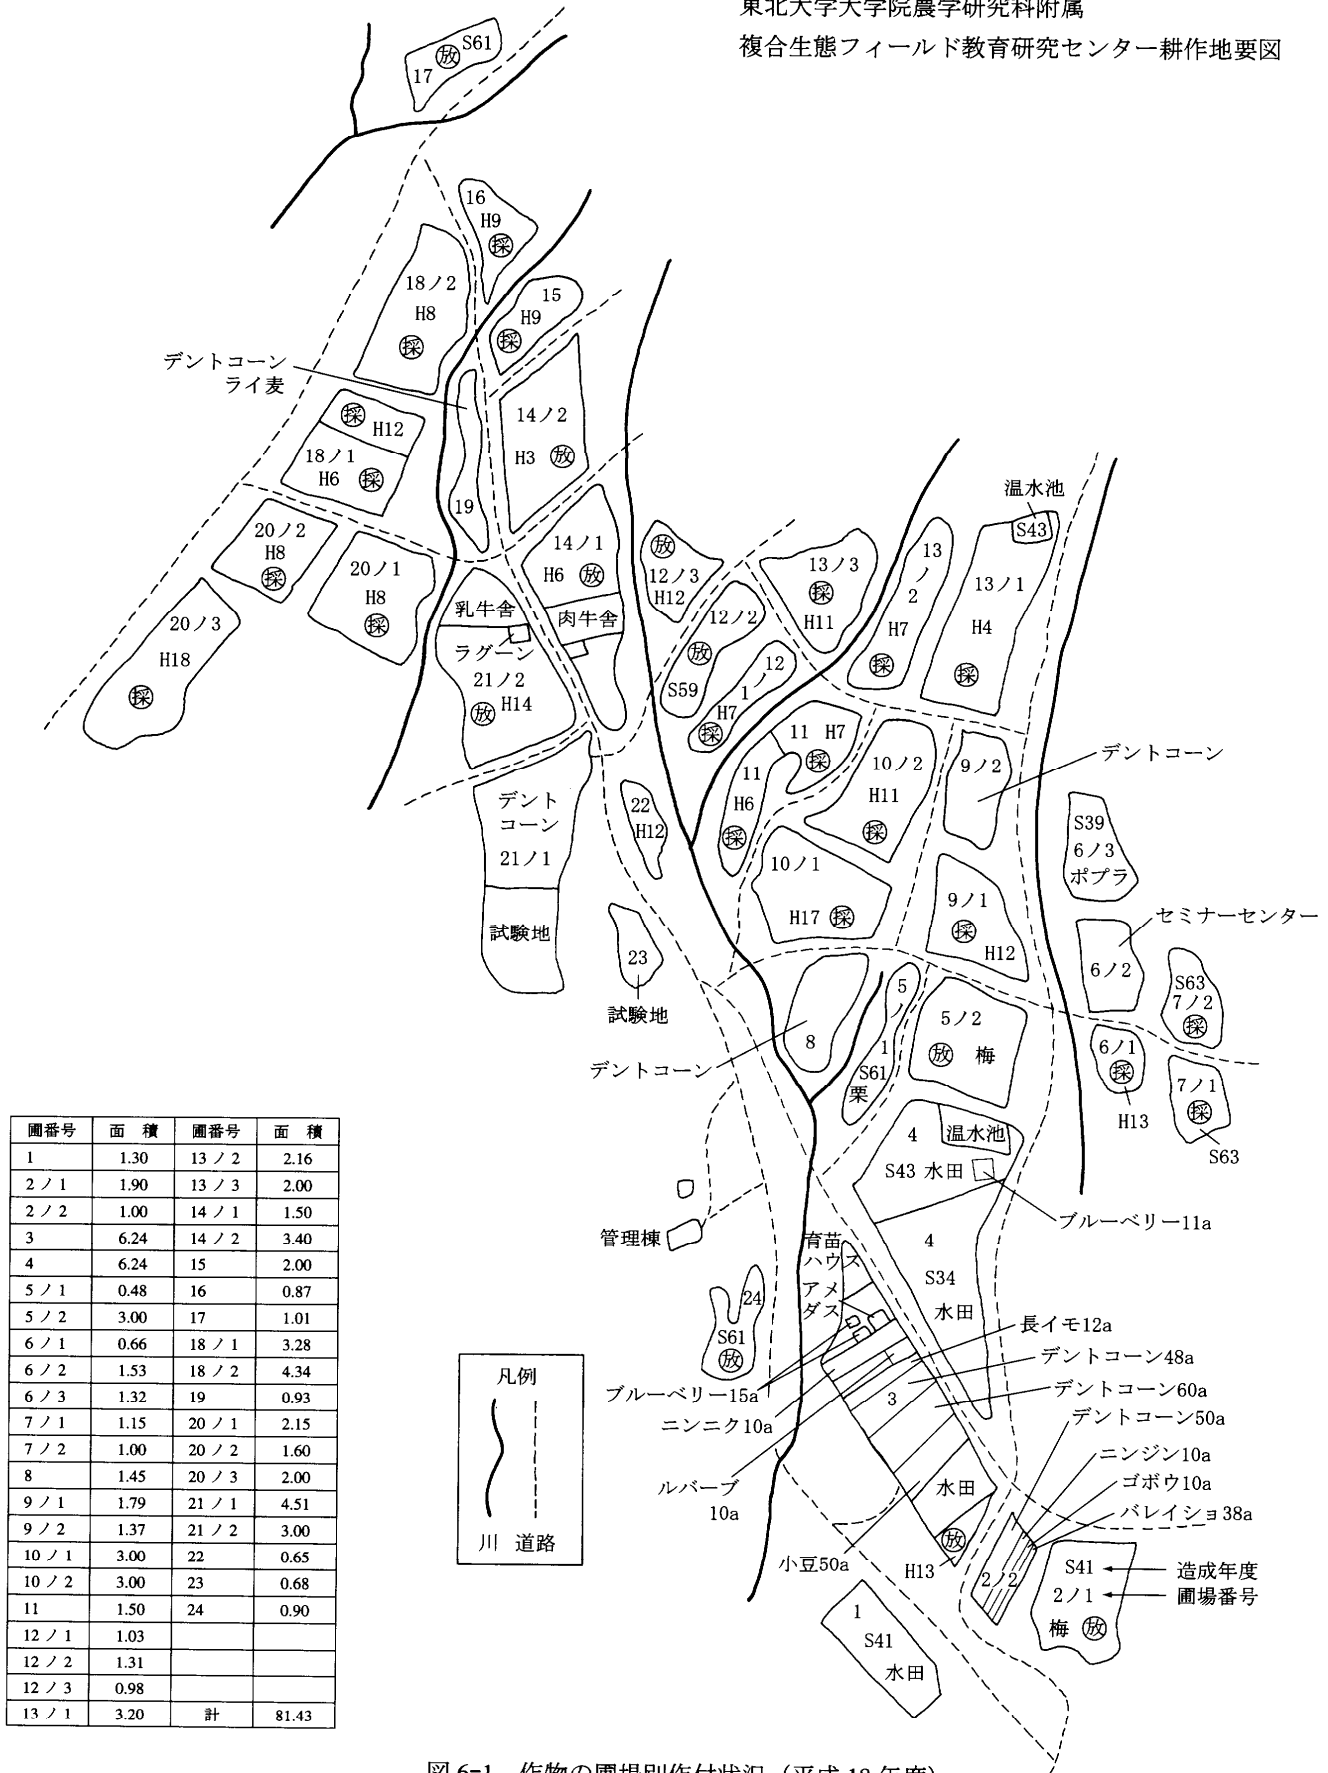 東北大学大学院農学研究科附属
複合生態フィールド教育研究センター耕作地要図
S61
放
17
16
H9
採
18ノ2
H8
採
15
H9
採
デントコーン
ライ麦
14ノ2
H3 放
採 H12
18ノ1
H6 採
19
温水池
S43
20ノ2
H8
採
20ノ1
H8
採
14ノ1
H6 放
放
12ノ3
H12
13ノ3
採
H11
13ノ2
H7
採
13ノ1
H4
採
20ノ3
H18
採
乳牛舎
肉牛舎
ラグーン
21ノ2
H14
放
12ノ2
放
S59
12ノ1
H7
採
11 H7
採
11
H6
採
10ノ2
H11
採
9ノ2
デントコーン
デント
コーン
21ノ1
22
H12
S39
6ノ3
ポプラ
10ノ1
H17 採
9ノ1
採
H12
セミナーセンター
6ノ2
試験地
23
試験地
S63
7ノ2
採
8
デントコーン
5ノ1
S61
栗
5ノ2
放 梅
6ノ1
採
H13
7ノ1
採
S63
4
温水池
S43 水田
ブルーベリー11a
管理棟
育苗
ハウス
アメ
ダス
4
S34
水田
24
S61
放
長イモ12a
デントコーン48a
デントコーン60a
デントコーン50a
ブルーベリー15a
3
ニンニク10a
ルバーブ
10a
ニンジン10a
ゴボウ10a
バレイショ38a
水田
放
小豆50a
H13
2ノ2
S41
造成年度
2ノ1
圃場番号
梅 放
1
S41
水田
凡例
川 道路
圃番号 面 積 圃番号 面 積
1 1.30 13ノ2 2.16
2ノ1 1.90 13ノ3 2.00
2ノ2 1.00 14ノ1 1.50
3 6.24 14ノ2 3.40
4 6.24 15 2.00
5ノ1 0.48 16 0.87
5ノ2 3.00 17 1.01
6ノ1 0.66 18ノ1 3.28
6ノ2 1.53 18ノ2 4.34
6ノ3 1.32 19 0.93
7ノ1 1.15 20ノ1 2.15
7ノ2 1.00 20ノ2 1.60
8 1.45 20ノ3 2.00
9ノ1 1.79 21ノ1 4.51
9ノ2 1.37 21ノ2 3.00
10ノ1 3.00 22 0.65
10ノ2 3.00 23 0.68
11 1.50 24 0.90
12ノ1 1.03
12ノ2 1.31
12ノ3 0.98
13ノ1 3.20 計 81.43
図 6-1 作物の圃場別作付状況（平成 18 年度）